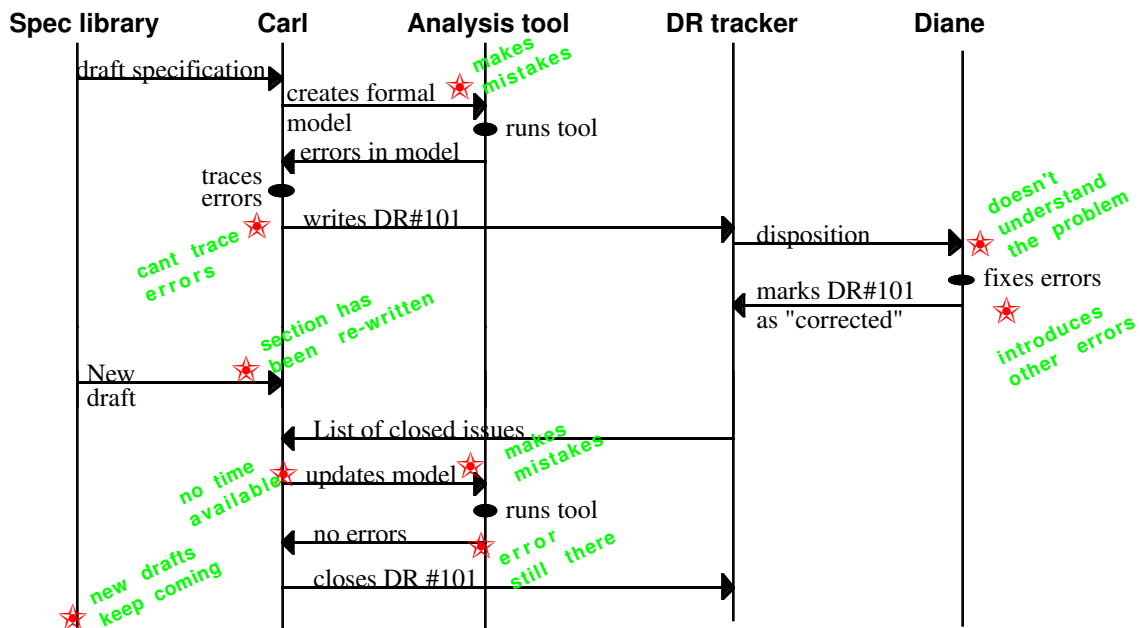 Spec library
Carl
Analysis tool
DR tracker
Diane
draft specification
makes
mistakes
creates formal
model
runs tool
errors in model
traces
errors
writes DR#101
cant trace
errors
disposition
doesn't
understand
the problem
fixes errors
marks DR#101
as "corrected"
introduces
other errors
section has
been re-written
New
draft
List of closed issues
makes
mistakes
no time
available
updates model
runs tool
no errors
error
still there
closes DR #101
new drafts
keep coming